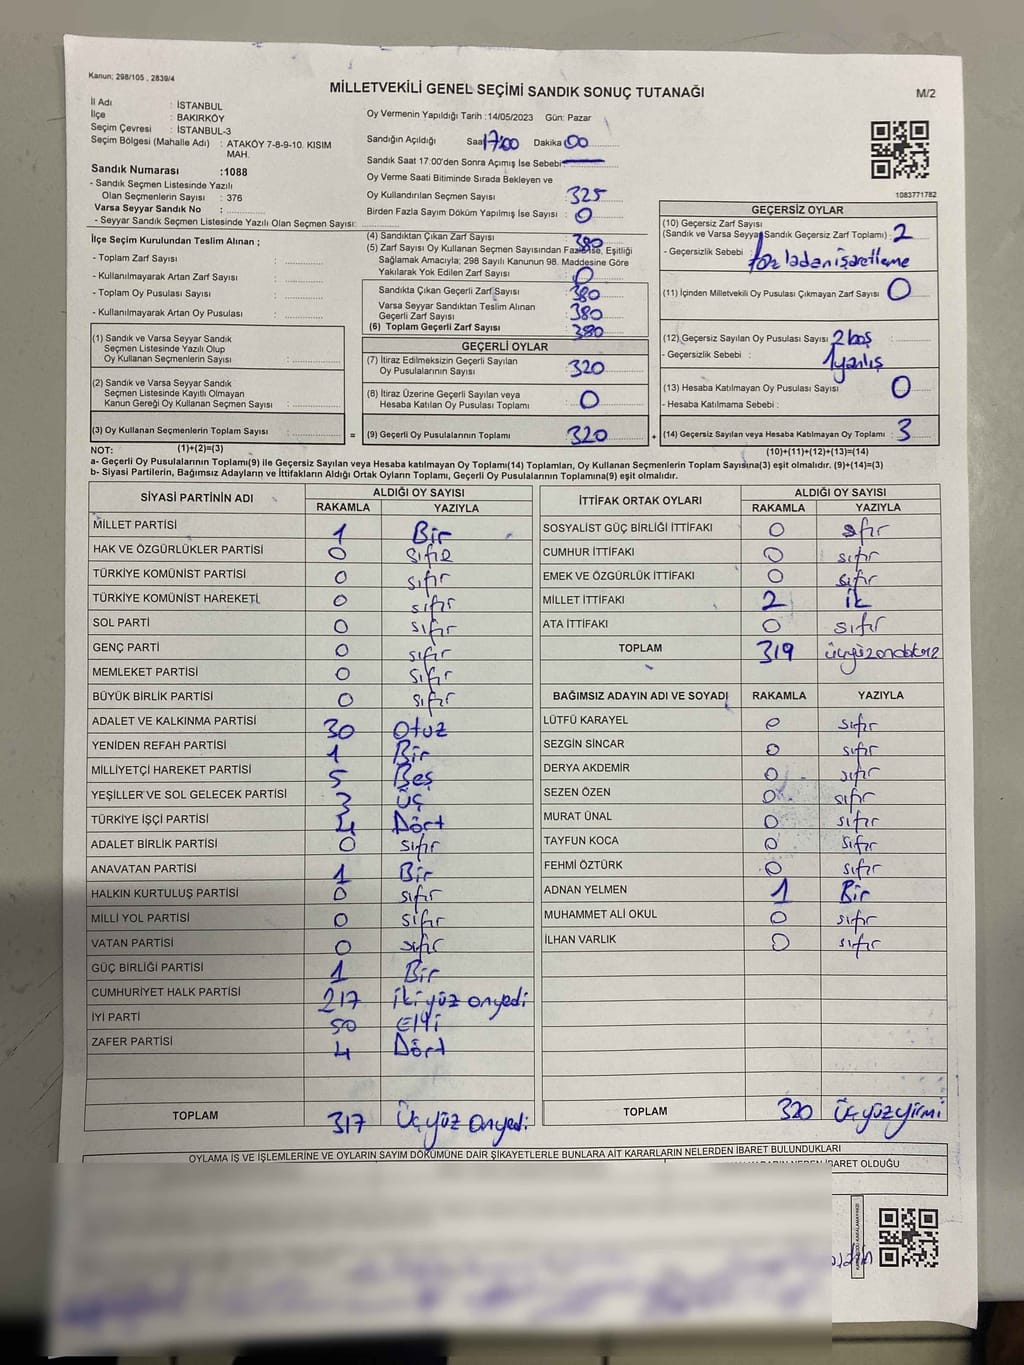 Kanun; 298/105 , 2839/4
MİLLETVEKİLİ GENEL SEÇİMİ SANDIK SONUÇ TUTANAĞI
M/2
İl Adı : İSTANBUL
İlçe : BAKIRKÖY
Seçim Çevresi : İSTANBUL-3
Seçim Bölgesi (Mahalle Adı) : ATAKÖY 7-8-9-10. KISIM
MAH.
Sandık Numarası :1088
- Sandık Seçmen Listesinde Yazılı
Olan Seçmenlerin Sayısı : 376
Varsa Seyyar Sandık No :
- Seyyar Sandık Seçmen Listesinde Yazılı Olan Seçmen Sayısı:
Oy Vermenin Yapıldığı Tarih :14/05/2023 Gün: Pazar
Sandığın Açıldığı Saat 17:00 Dakika 00
Sandık Saat 17:00'den Sonra Açımış İse Sebebi:
Oy Verme Saati Bitiminde Sırada Bekleyen ve
Oy Kullandırılan Seçmen Sayısı : 325
Birden Fazla Sayım Döküm Yapılmış İse Sayısı : 0
1083771782
İlçe Seçim Kurulundan Teslim Alınan ;
- Toplam Zarf Sayısı :
- Kullanılmayarak Artan Zarf Sayısı :
- Toplam Oy Pusulası Sayısı :
- Kullanılmayarak Artan Oy Pusulası :
(1) Sandık ve Varsa Seyyar Sandık
Seçmen Listesinde Yazılı Olup
Oy Kullanan Seçmenlerin Sayısı :
(2) Sandık ve Varsa Seyyar Sandık
Seçmen Listesinde Kayıtlı Olmayan
Kanun Gereği Oy Kullanan Seçmen Sayısı :
(3) Oy Kullanan Seçmenlerin Toplam Sayısı :
(4) Sandıktan Çıkan Zarf Sayısı : 380
(5) Zarf Sayısı Oy Kullanan Seçmen Sayısından Fazla İse, Eşitliği
Sağlamak Amacıyla; 298 Sayılı Kanunun 98. Maddesine Göre
Yakılarak Yok Edilen Zarf Sayısı : 0
Sandıkta Çıkan Geçerli Zarf Sayısı : 380
Varsa Seyyar Sandıktan Teslim Alınan
Geçerli Zarf Sayısı : 380
(6) Toplam Geçerli Zarf Sayısı : 380
GEÇERLİ OYLAR
(7) İtiraz Edilmeksizin Geçerli Sayılan
Oy Pusulalarının Sayısı : 320
(8) İtiraz Üzerine Geçerli Sayılan veya
Hesaba Katılan Oy Pusulası Toplamı : 0
= (9) Geçerli Oy Pusulalarının Toplamı : 320
GEÇERSİZ OYLAR
(10) Geçersiz Zarf Sayısı
(Sandık ve Varsa Seyyar Sandık Geçersiz Zarf Toplamı) : 2
- Geçersizlik Sebebi : işaretleme
(11) İçinden Milletvekili Oy Pusulası Çıkmayan Zarf Sayısı : 0
(12) Geçersiz Sayılan Oy Pusulası Sayısı : 2 boş
- Geçersizlik Sebebi : 1 yanlış
(13) Hesaba Katılmayan Oy Pusulası Sayısı : 0
- Hesaba Katılmama Sebebi :
+ (14) Geçersiz Sayılan veya Hesaba Katılmayan Oy Toplamı : 3
NOT: (1)+(2)=(3)
(10)+(11)+(12)+(13)=(14)
a- Geçerli Oy Pusulalarının Toplamı(9) ile Geçersiz Sayılan veya Hesaba katılmayan Oy Toplamı(14) Toplamları, Oy Kullanan Seçmenlerin Toplam Sayısına(3) eşit olmalıdır. (9)+(14)=(3)
b- Siyasi Partilerin, Bağımsız Adayların ve İttifakların Aldığı Ortak Oyların Toplamı, Geçerli Oy Pusulalarının Toplamına(9) eşit olmalıdır.
SİYASİ PARTİNİN ADI ALDIĞI OY SAYISI
RAKAMLA YAZIYLA
MİLLET PARTİSİ 1 Bir
HAK VE ÖZGÜRLÜKLER PARTİSİ 0 sıfır
TÜRKİYE KOMÜNİST PARTİSİ 0 sıfır
TÜRKİYE KOMÜNİST HAREKETİ 0 sıfır
SOL PARTİ 0 sıfır
GENÇ PARTİ 0 sıfır
MEMLEKET PARTİSİ 0 sıfır
BÜYÜK BİRLİK PARTİSİ 0 sıfır
ADALET VE KALKINMA PARTİSİ 30 Otuz
YENİDEN REFAH PARTİSİ 1 Bir
MİLLİYETÇİ HAREKET PARTİSİ 5 Beş
YEŞİLLER VE SOL GELECEK PARTİSİ 3 Üç
TÜRKİYE İŞÇİ PARTİSİ 4 Dört
ADALET BİRLİK PARTİSİ 0 sıfır
ANAVATAN PARTİSİ 1 Bir
HALKIN KURTULUŞ PARTİSİ 0 sıfır
MİLLİ YOL PARTİSİ 0 sıfır
VATAN PARTİSİ 0 sıfır
GÜÇ BİRLİĞİ PARTİSİ 1 Bir
CUMHURİYET HALK PARTİSİ 217 iki yüz onyedi
İYİ PARTİ 50 Elli
ZAFER PARTİSİ 4 Dört
TOPLAM 317 Üç yüz onyedi
İTTİFAK ORTAK OYLARI ALDIĞI OY SAYISI
RAKAMLA YAZIYLA
SOSYALİST GÜÇ BİRLİĞİ İTTİFAKI 0 sıfır
CUMHUR İTTİFAKI 0 sıfır
EMEK VE ÖZGÜRLÜK İTTİFAKI 0 sıfır
MİLLET İTTİFAKI 2 İk
ATA İTTİFAKI 0 sıfır
TOPLAM 319
BAĞIMSIZ ADAYIN ADI VE SOYADI RAKAMLA YAZIYLA
LÜTFÜ KARAYEL 0 sıfır
SEZGİN SİNCAR 0 sıfır
DERYA AKDEMİR 0 sıfır
SEZEN ÖZEN 0 sıfır
MURAT ÜNAL 0 sıfır
TAYFUN KOCA 0 sıfır
FEHMİ ÖZTÜRK 0 sıfır
ADNAN YELMEN 1 Bir
MUHAMMET ALİ OKUL 0 sıfır
İLHAN VARLIK 0 sıfır
TOPLAM 320 Üç yüz yirmi
OYLAMA İŞ VE İŞLEMLERİNE VE OYLARIN SAYIM DÖKÜMÜNE DAİR ŞİKAYETLERLE BUNLARA AİT KARARLARIN NELERDEN İBARET BULUNDUKLARI
İBARET OLDUĞU